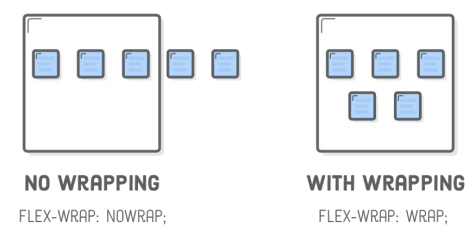 NO WRAPPING
FLEX-WRAP: NOWRAP;
WITH WRAPPING
FLEX-WRAP: WRAP;